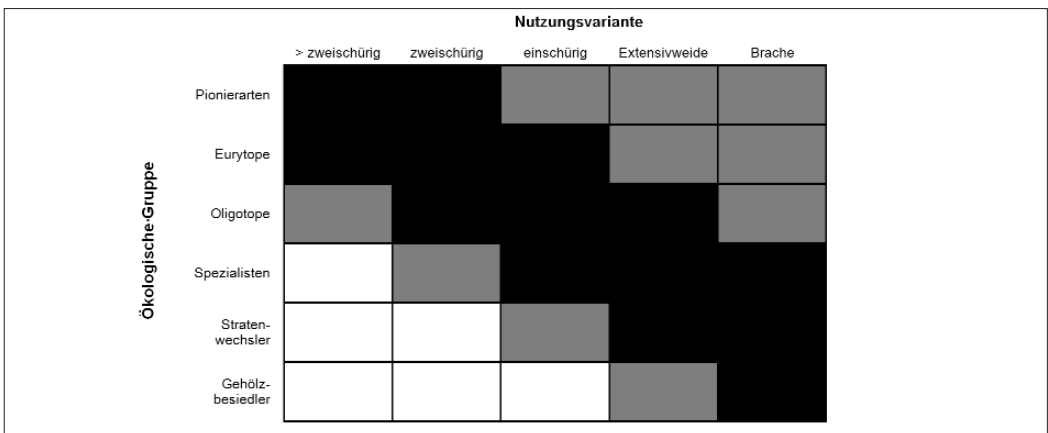 Nutzungsvariante
> zweischürig zweischürig einschürig Extensivweide Brache
Ökologische·Gruppe
Pionierarten
Eurytope
Oligotope
Spezialisten
Straten-
wechsler
Gehölz-
besiedler